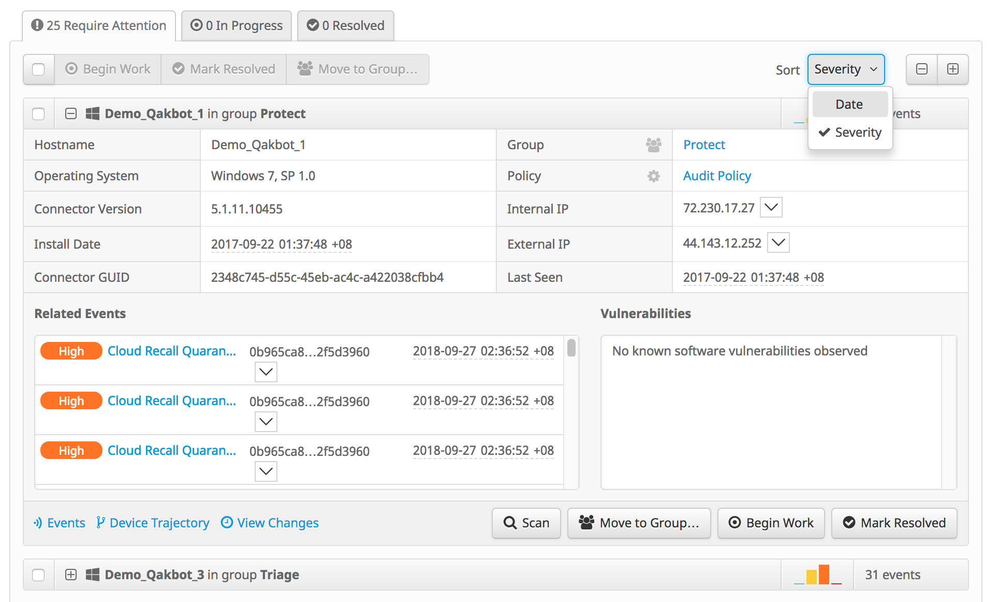 25 Require Attention
0 In Progress
0 Resolved
Begin Work
Mark Resolved
Move to Group...
Sort
Severity
Date
Severity
Demo_Qakbot_1 in group Protect
Hostname
Demo_Qakbot_1
Group
Protect
Operating System
Windows 7, SP 1.0
Policy
Audit Policy
Connector Version
5.1.11.10455
Internal IP
72.230.17.27
Install Date
2017-09-22 01:37:48 +08
External IP
44.143.12.252
Connector GUID
2348c745-d55c-45eb-ac4c-a422038cfbb4
Last Seen
2017-09-22 01:37:48 +08
Related Events
Vulnerabilities
High Cloud Recall Quaran... 0b965ca8...2f5d3960 2018-09-27 02:36:52 +08
No known software vulnerabilities observed
High Cloud Recall Quaran... 0b965ca8...2f5d3960 2018-09-27 02:36:52 +08
High Cloud Recall Quaran... 0b965ca8...2f5d3960 2018-09-27 02:36:52 +08
Events
Device Trajectory
View Changes
Scan
Move to Group...
Begin Work
Mark Resolved
Demo_Qakbot_3 in group Triage
31 events